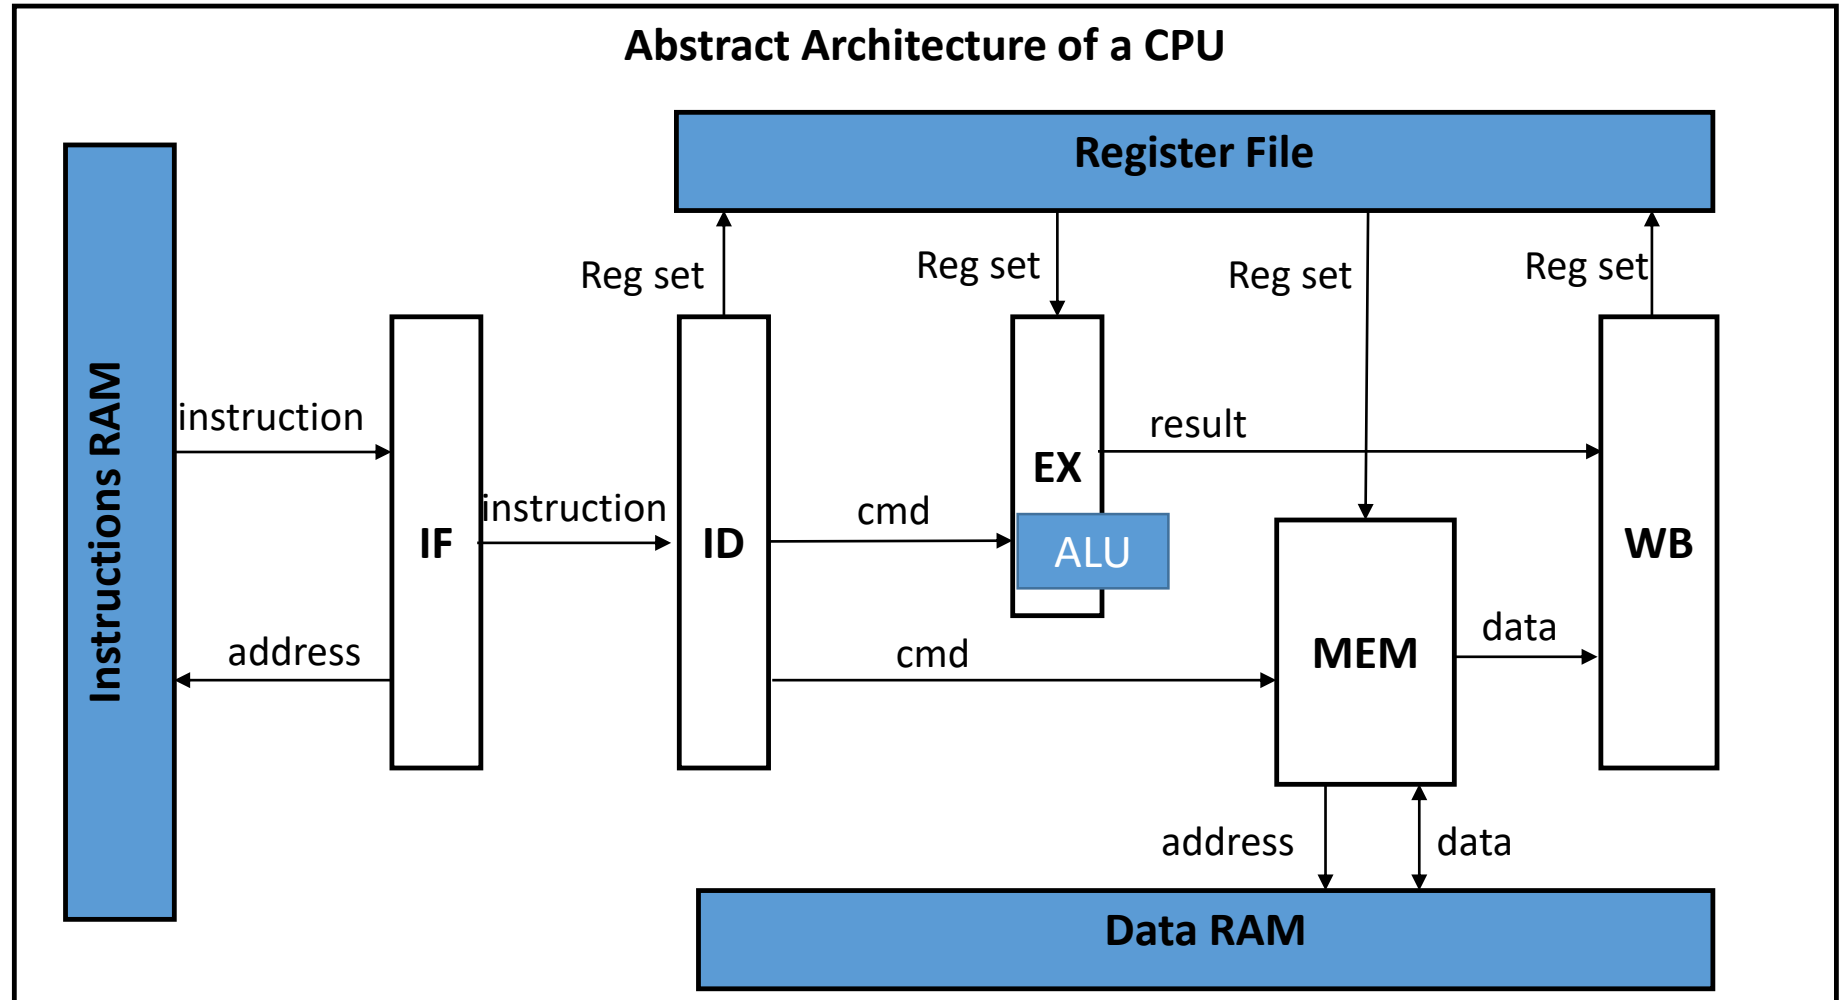 Abstract Architecture of a CPU
Register File
Instructions RAM
Reg set
Reg set
Reg set
Reg set
instruction
result
EX
instruction
cmd
IF
ID
ALU
WB
address
cmd
MEM
data
address
data
Data RAM